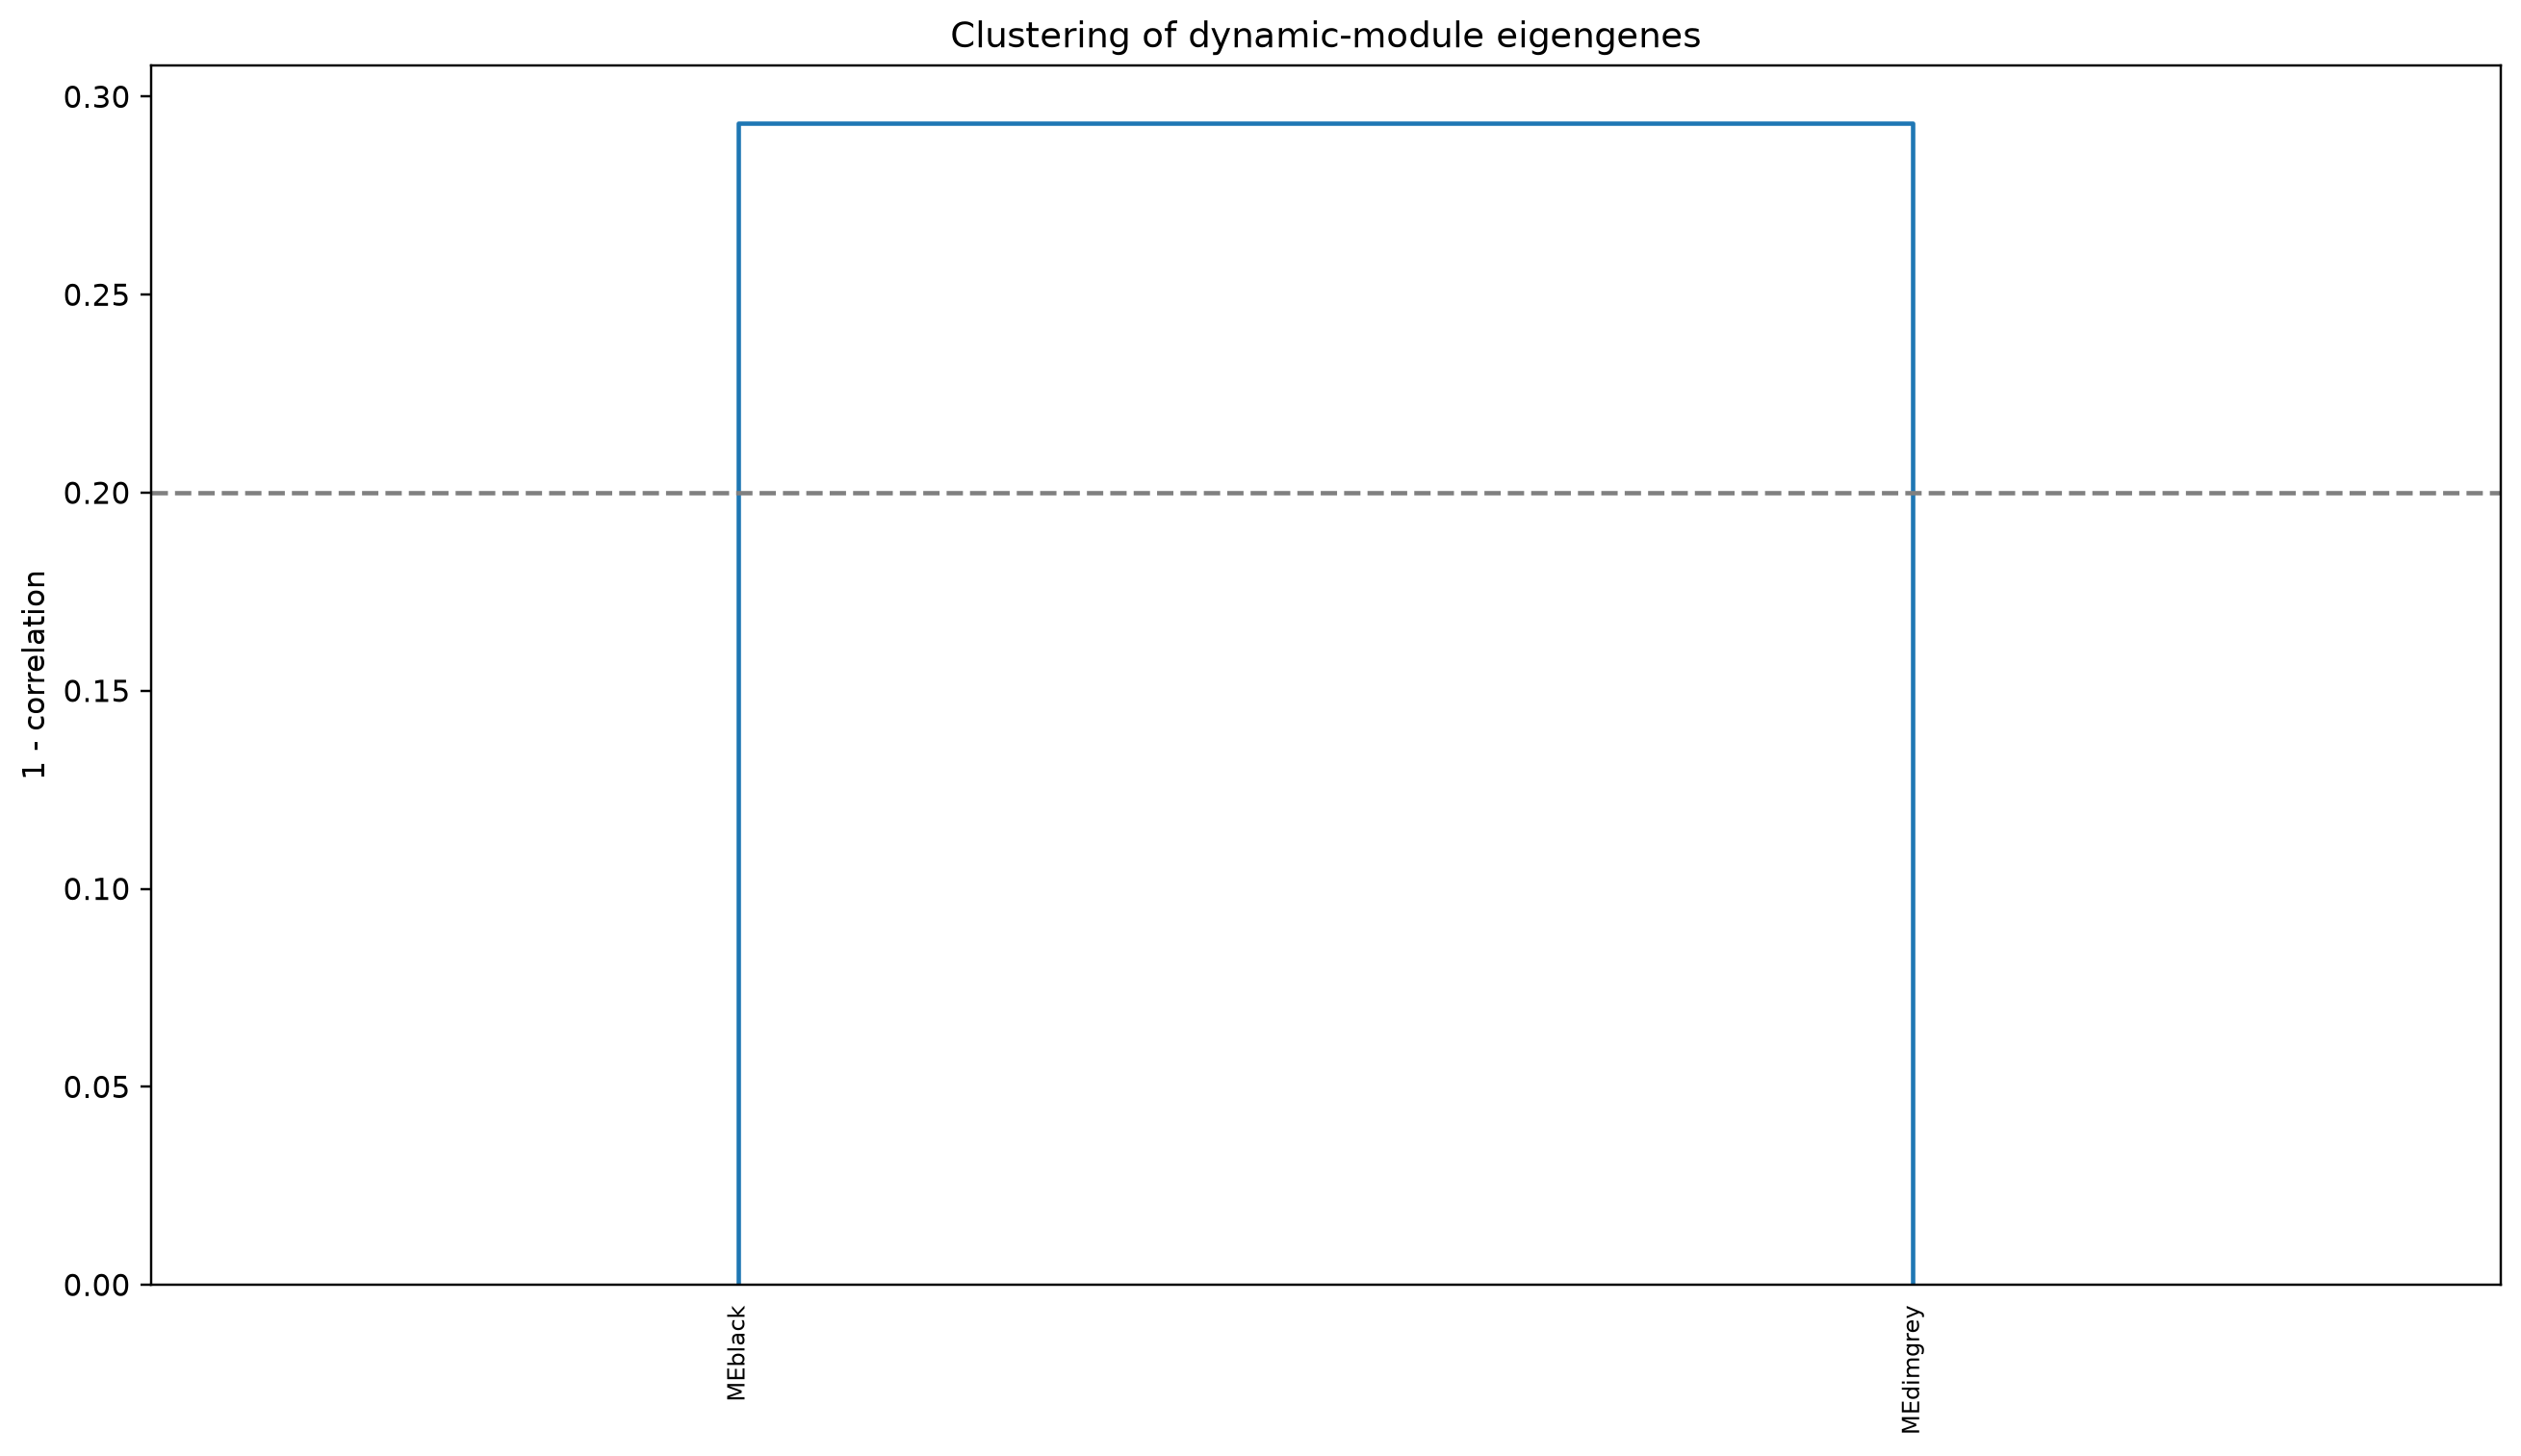 Clustering of dynamic-module eigengenes
0.30
0.25
0.20
0.15
0.10
0.05
0.00
1 - correlation
MEblack
MEdimgrey